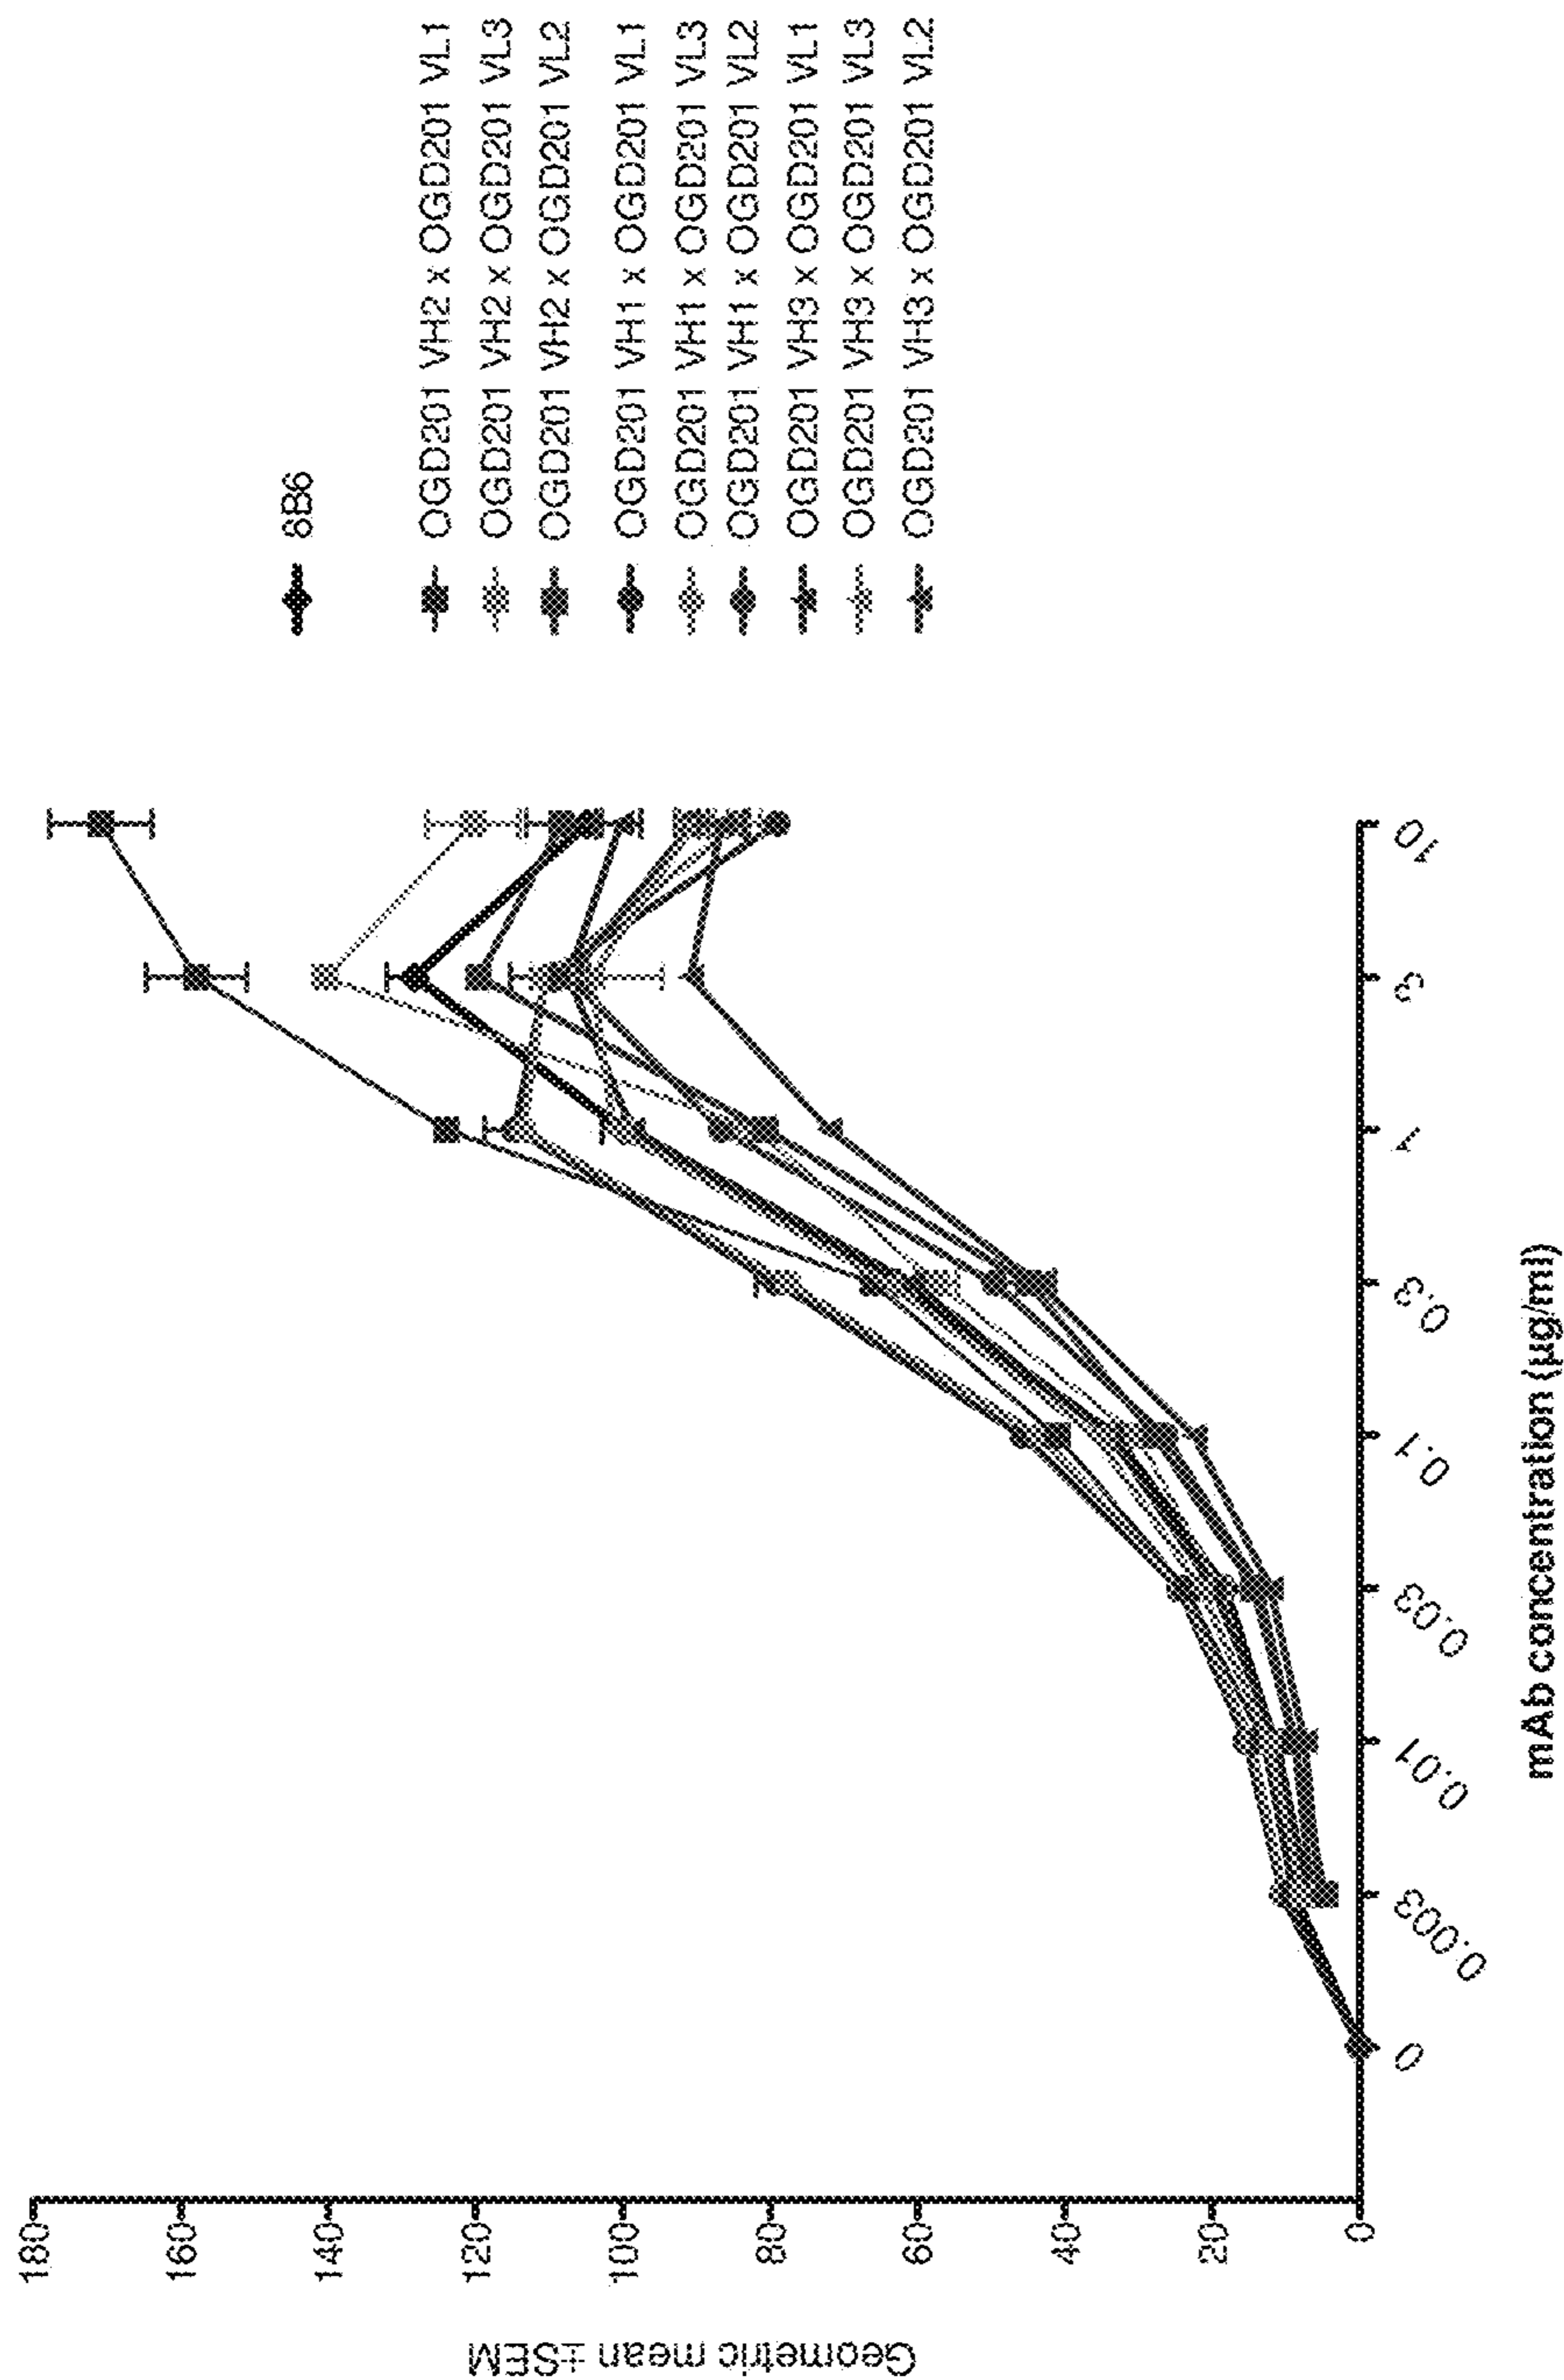 Geometric mean ±SEM
180
160
140
120
100
80
60
40
20
0
0
0.003
0.01
0.03
0.1
0.3
1
3
10
mAb concentration (µg/ml)
8B6
OGD201 VH2 x OGD201 VL1
OGD201 VH2 x OGD201 VL3
OGD201 VH2 x OGD201 VL2
OGD201 VH1 x OGD201 VL1
OGD201 VH1 x OGD201 VL3
OGD201 VH1 x OGD201 VL2
OGD201 VH3 x OGD201 VL1
OGD201 VH3 x OGD201 VL3
OGD201 VH3 x OGD201 VL2